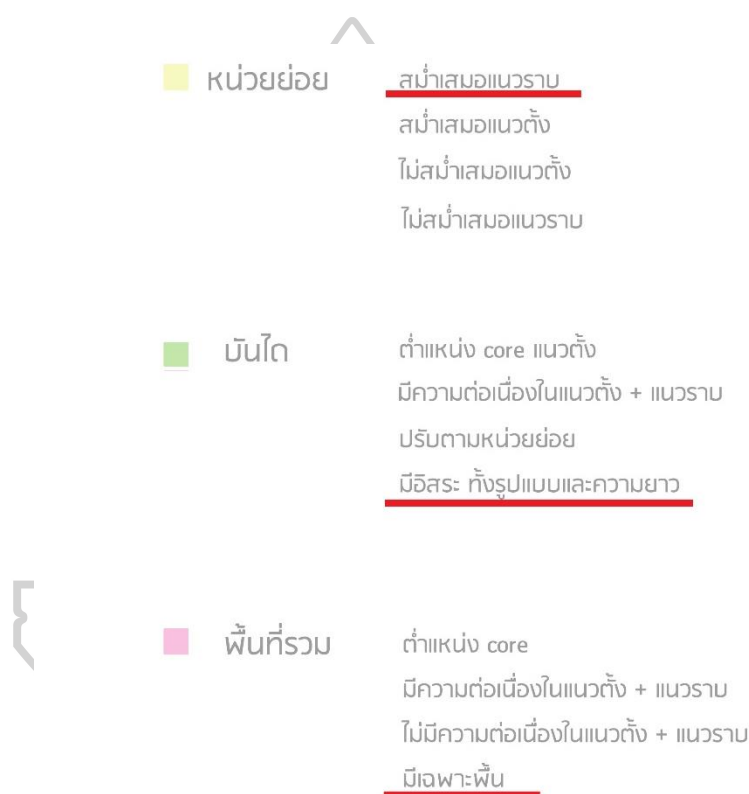 หน่วยย่อย สม่ำเสมอแนวราบ
สม่ำเสมอแนวตั้ง
ไม่สม่ำเสมอแนวตั้ง
ไม่สม่ำเสมอแนวราบ
บันได ตำแหน่ง core แนวตั้ง
มีความต่อเนื่องในแนวตั้ง + แนวราบ
ปรับตามหน่วยย่อย
มีอิสระ ทั้งรูปแบบและความยาว
พื้นที่รวม ตำแหน่ง core
มีความต่อเนื่องในแนวตั้ง + แนวราบ
ไม่มีความต่อเนื่องในแนวตั้ง + แนวราบ
มีเฉพาะพื้น